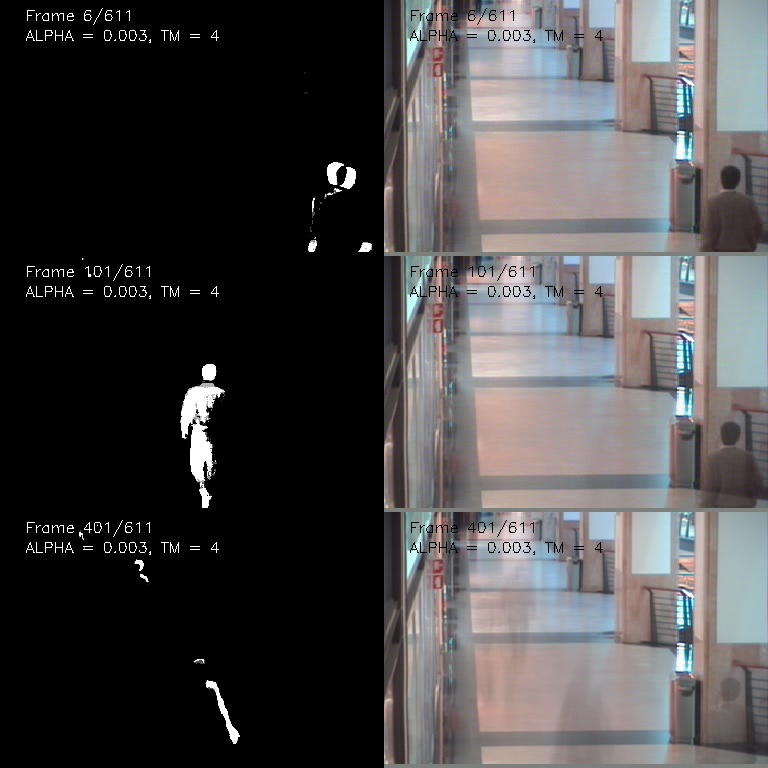 Frame 6/611
ALPHA = 0.003, TM = 4
Frame 6/611
ALPHA = 0.003, TM = 4
Frame 101/611
ALPHA = 0.003, TM = 4
Frame 101/611
ALPHA = 0.003, TM = 4
Frame 401/611
ALPHA = 0.003, TM = 4
Frame 401/611
ALPHA = 0.003, TM = 4